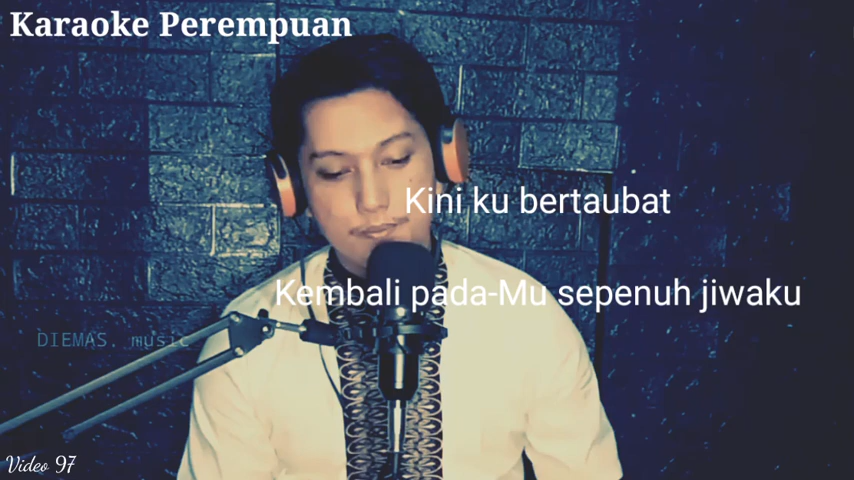 Karaoke Perempuan
Kini ku bertaubat
Kembali pada-Mu sepenuh jiwaku
DIEMAS. music
Video 97